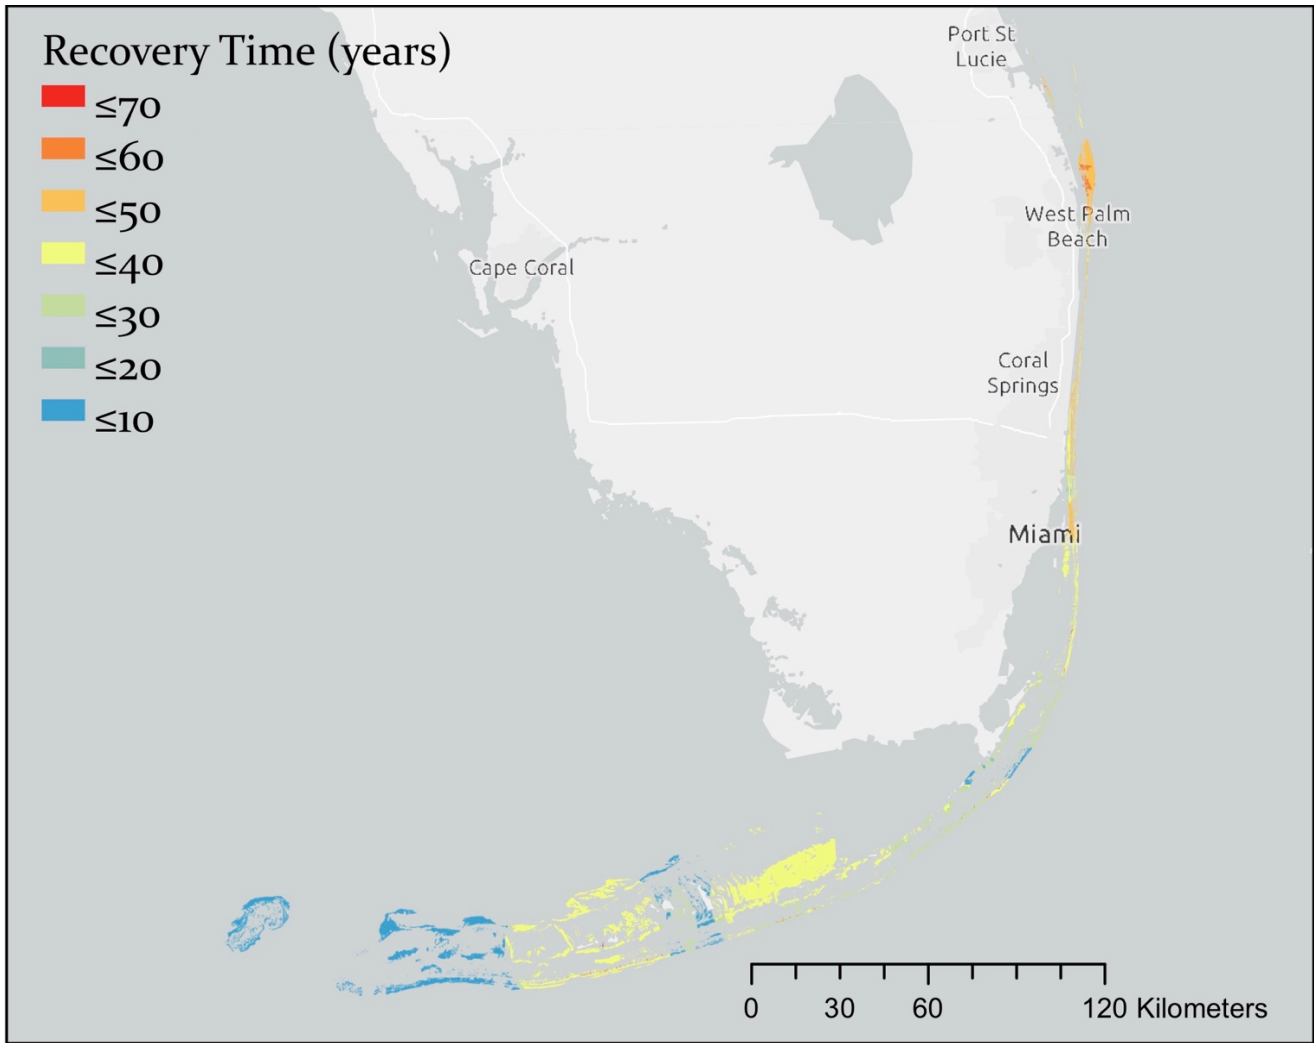 Recovery Time (years)
≤70
≤60
≤50
≤40
≤30
≤20
≤10
Port St
Lucie
West Palm
Beach
Cape Coral
Coral
Springs
Miami
0 30 60 120 Kilometers